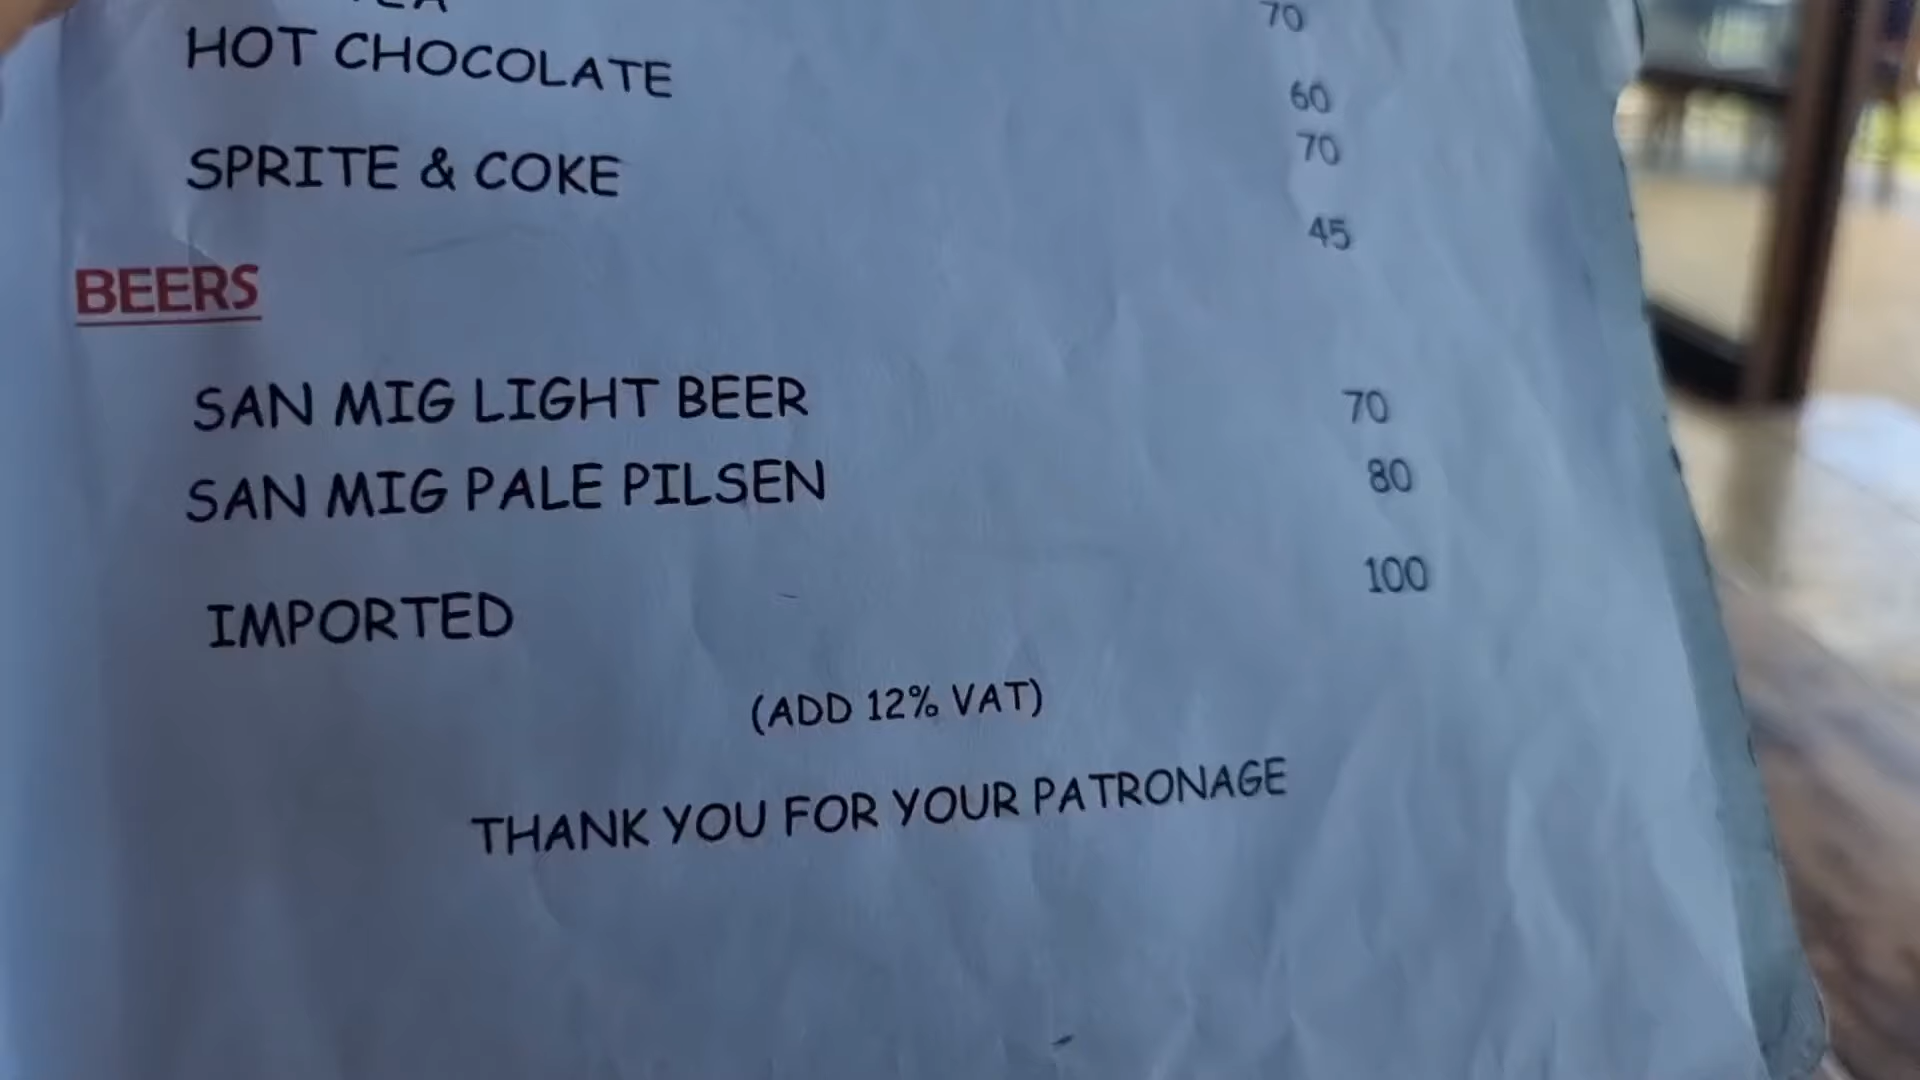 70
HOT CHOCOLATE 60
70
SPRITE & COKE 45
BEERS
SAN MIG LIGHT BEER 70
SAN MIG PALE PILSEN 80
IMPORTED 100
(ADD 12% VAT)
THANK YOU FOR YOUR PATRONAGE